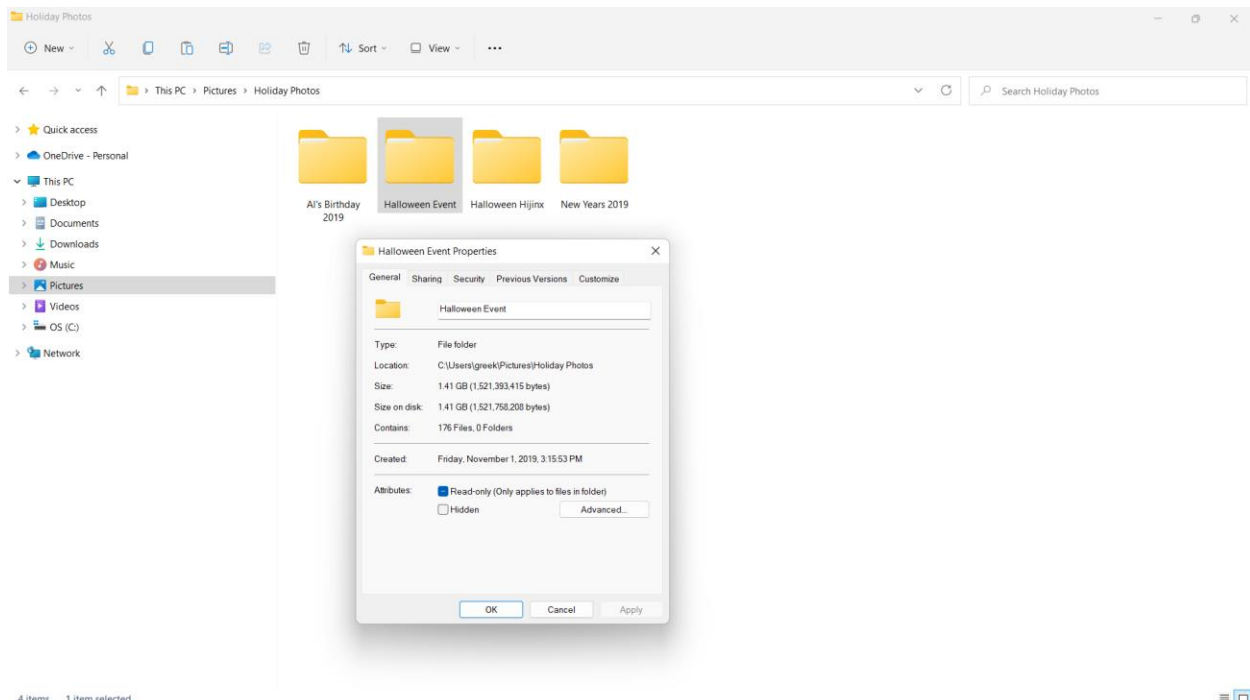 Holiday Photos
New
Sort
View
This PC > Pictures > Holiday Photos
Search Holiday Photos
Quick access
OneDrive - Personal
This PC
Desktop
Documents
Downloads
Music
Pictures
Videos
OS (C:)
Network
Al's Birthday
2019
Halloween Event
Halloween Hijinx
New Years 2019
Halloween Event Properties
General Sharing Security Previous Versions Customize
Halloween Event
Type: File folder
Location: C:\Users\greek\Pictures\Holiday Photos
Size: 1.41 GB (1,521,393,415 bytes)
Size on disk: 1.41 GB (1,521,758,208 bytes)
Contains: 176 Files, 0 Folders
Created: Friday, November 1, 2019, 3:15:53 PM
Attributes: Read-only (Only applies to files in folder)
Hidden Advanced...
OK Cancel Apply
4 items 1 item selected